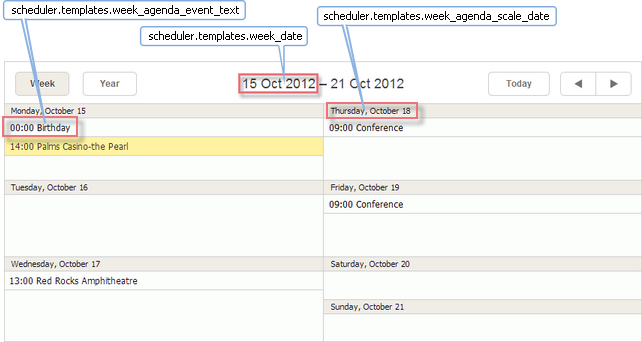 scheduler.templates.week_agenda_event_text
scheduler.templates.week_agenda_scale_date
scheduler.templates.week_date
Week
Year
15 Oct 2012 – 21 Oct 2012
Today
Monday, October 15
Thursday, October 18
00:00 Birthday
09:00 Conference
14:00 Palms Casino-the Pearl
Tuesday, October 16
Friday, October 19
09:00 Conference
Wednesday, October 17
Saturday, October 20
13:00 Red Rocks Amphitheatre
Sunday, October 21